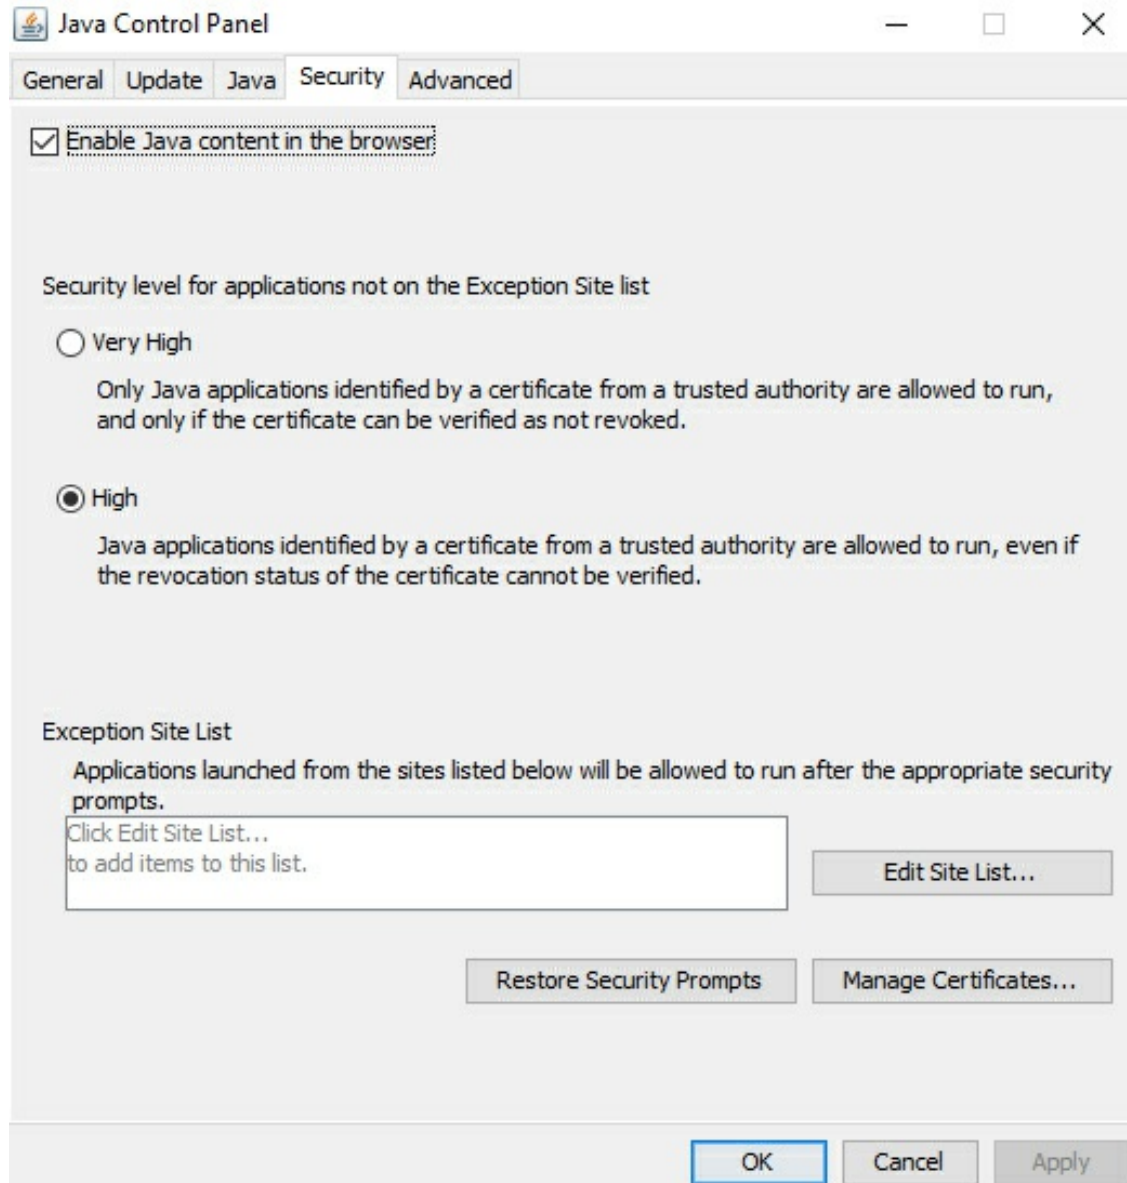 Java Control Panel
General Update Java Security Advanced
Enable Java content in the browser
Security level for applications not on the Exception Site list
Very High
Only Java applications identified by a certificate from a trusted authority are allowed to run,
and only if the certificate can be verified as not revoked.
High
Java applications identified by a certificate from a trusted authority are allowed to run, even if
the revocation status of the certificate cannot be verified.
Exception Site List
Applications launched from the sites listed below will be allowed to run after the appropriate security
prompts.
Click Edit Site List...
to add items to this list.
Edit Site List...
Restore Security Prompts Manage Certificates...
OK Cancel Apply